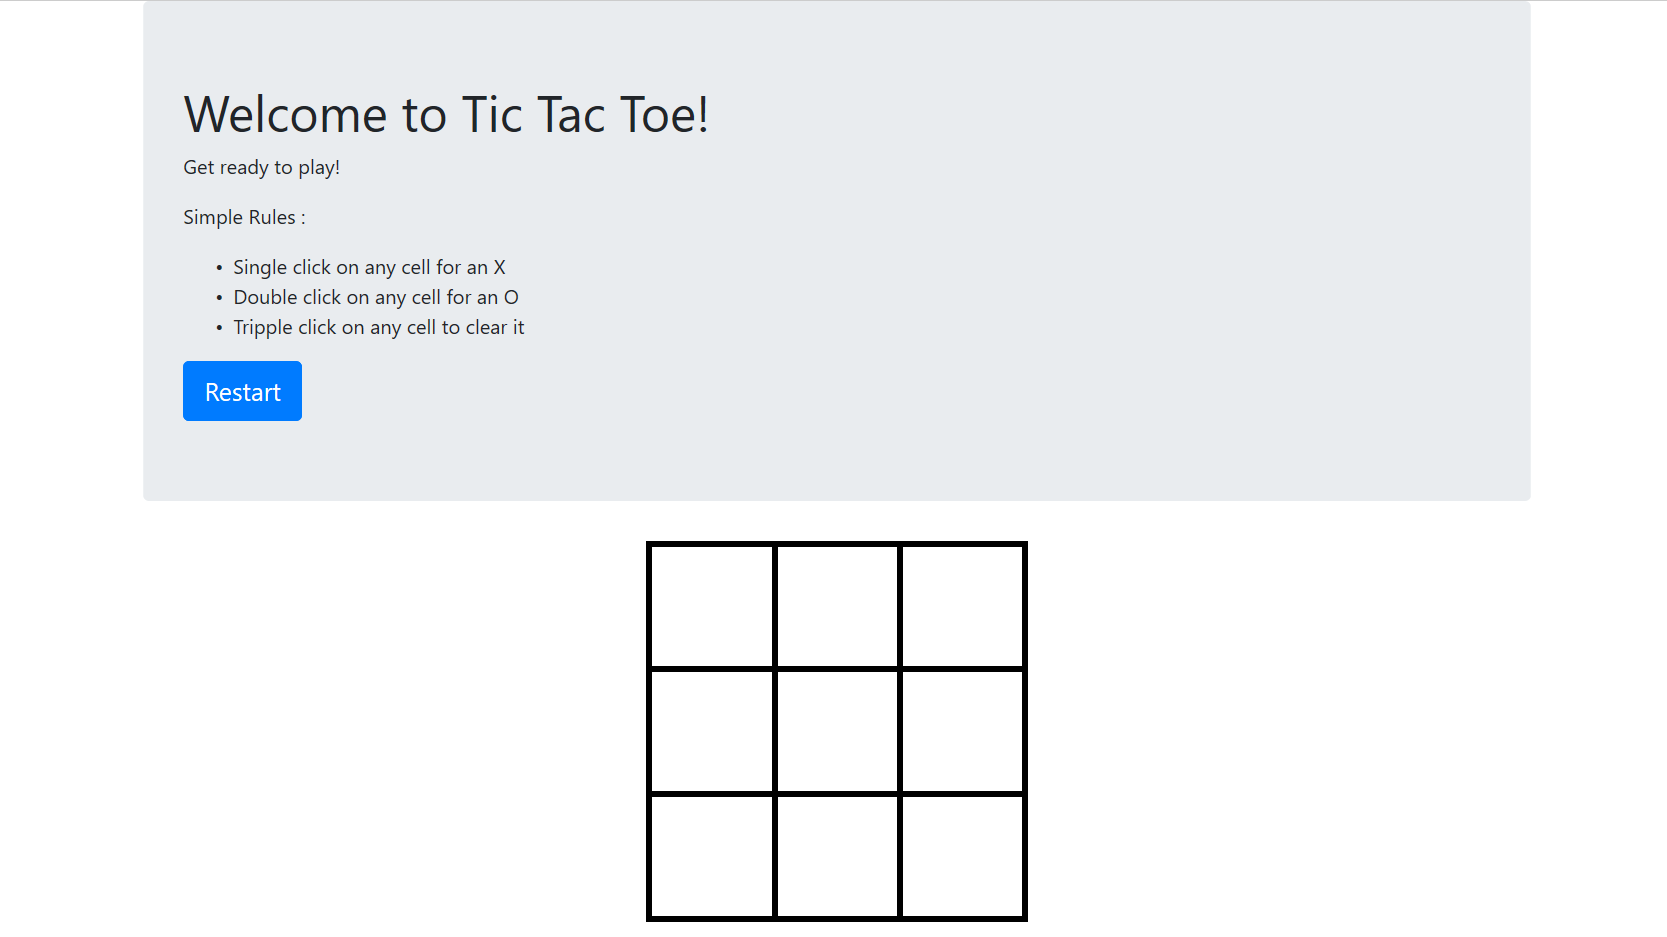 Welcome to Tic Tac Toe!
Get ready to play!
Simple Rules :
• Single click on any cell for an X
• Double click on any cell for an O
• Tripple click on any cell to clear it
Restart